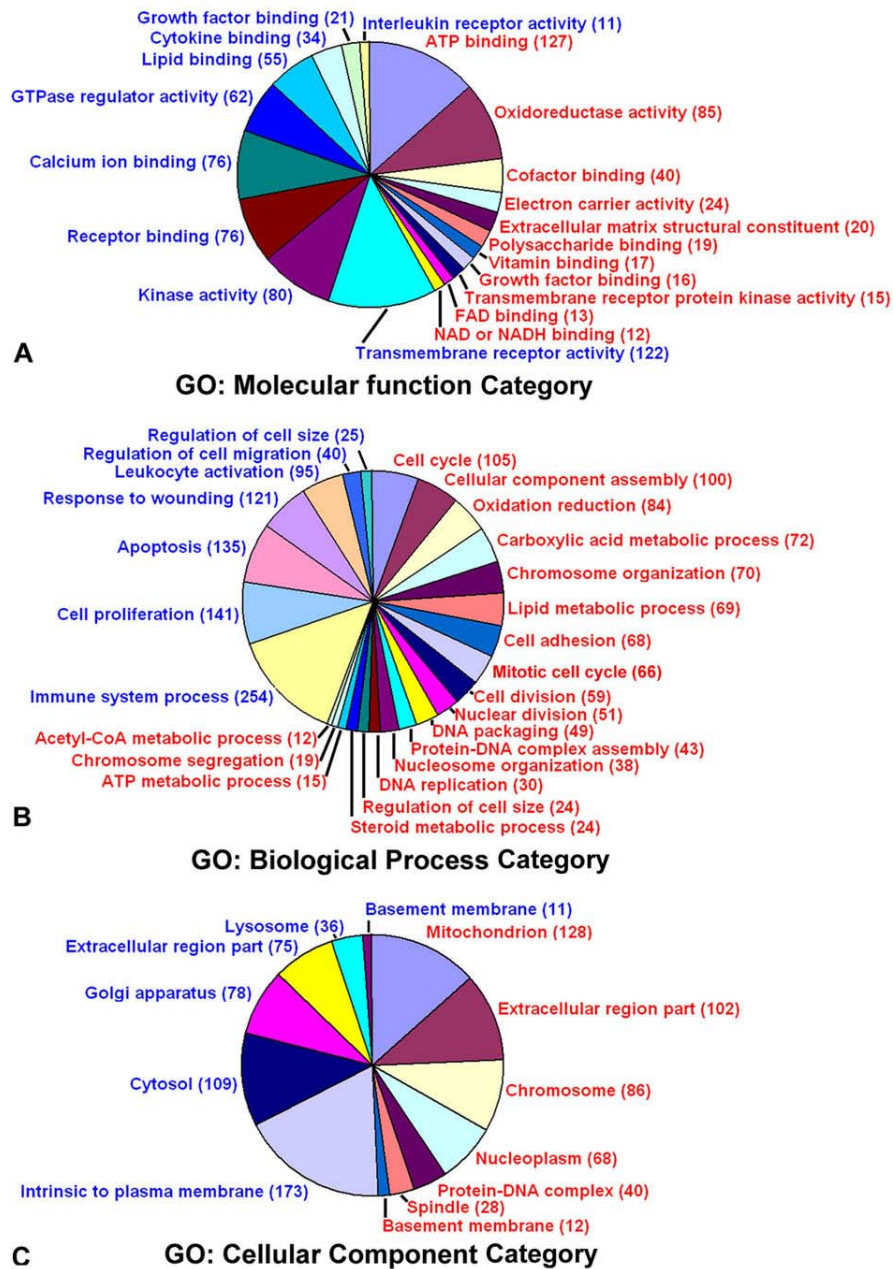 Growth factor binding (21)
Interleukin receptor activity (11)
Cytokine binding (34)
ATP binding (127)
Lipid binding (55)
GTPase regulator activity (62)
Oxidoreductase activity (85)
Calcium ion binding (76)
Cofactor binding (40)
Electron carrier activity (24)
Extracellular matrix structural constituent (20)
Receptor binding (76)
Polysaccharide binding (19)
Vitamin binding (17)
Growth factor binding (16)
Kinase activity (80)
Transmembrane receptor protein kinase activity (15)
FAD binding (13)
NAD or NADH binding (12)
Transmembrane receptor activity (122)
A
GO: Molecular function Category
Regulation of cell size (25)
Regulation of cell migration (40)
Cell cycle (105)
Leukocyte activation (95)
Cellular component assembly (100)
Response to wounding (121)
Oxidation reduction (84)
Apoptosis (135)
Carboxylic acid metabolic process (72)
Chromosome organization (70)
Cell proliferation (141)
Lipid metabolic process (69)
Cell adhesion (68)
Mitotic cell cycle (66)
Immune system process (254)
Cell division (59)
Nuclear division (51)
DNA packaging (49)
Acetyl-CoA metabolic process (12)
Protein-DNA complex assembly (43)
Chromosome segregation (19)
Nucleosome organization (38)
ATP metabolic process (15)
DNA replication (30)
Regulation of cell size (24)
Steroid metabolic process (24)
B
GO: Biological Process Category
Basement membrane (11)
Lysosome (36)
Mitochondrion (128)
Extracellular region part (75)
Golgi apparatus (78)
Extracellular region part (102)
Cytosol (109)
Chromosome (86)
Nucleoplasm (68)
Intrinsic to plasma membrane (173)
Protein-DNA complex (40)
Spindle (28)
Basement membrane (12)
C
GO: Cellular Component Category